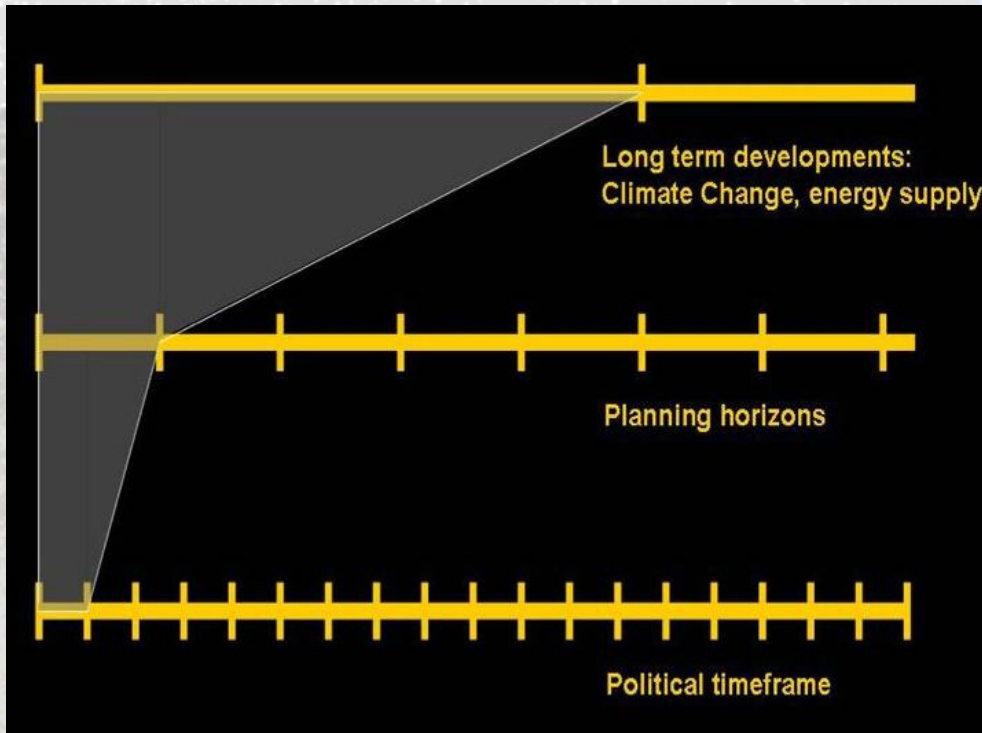 Long term developments:
Climate Change, energy supply
Planning horizons
Political timeframe